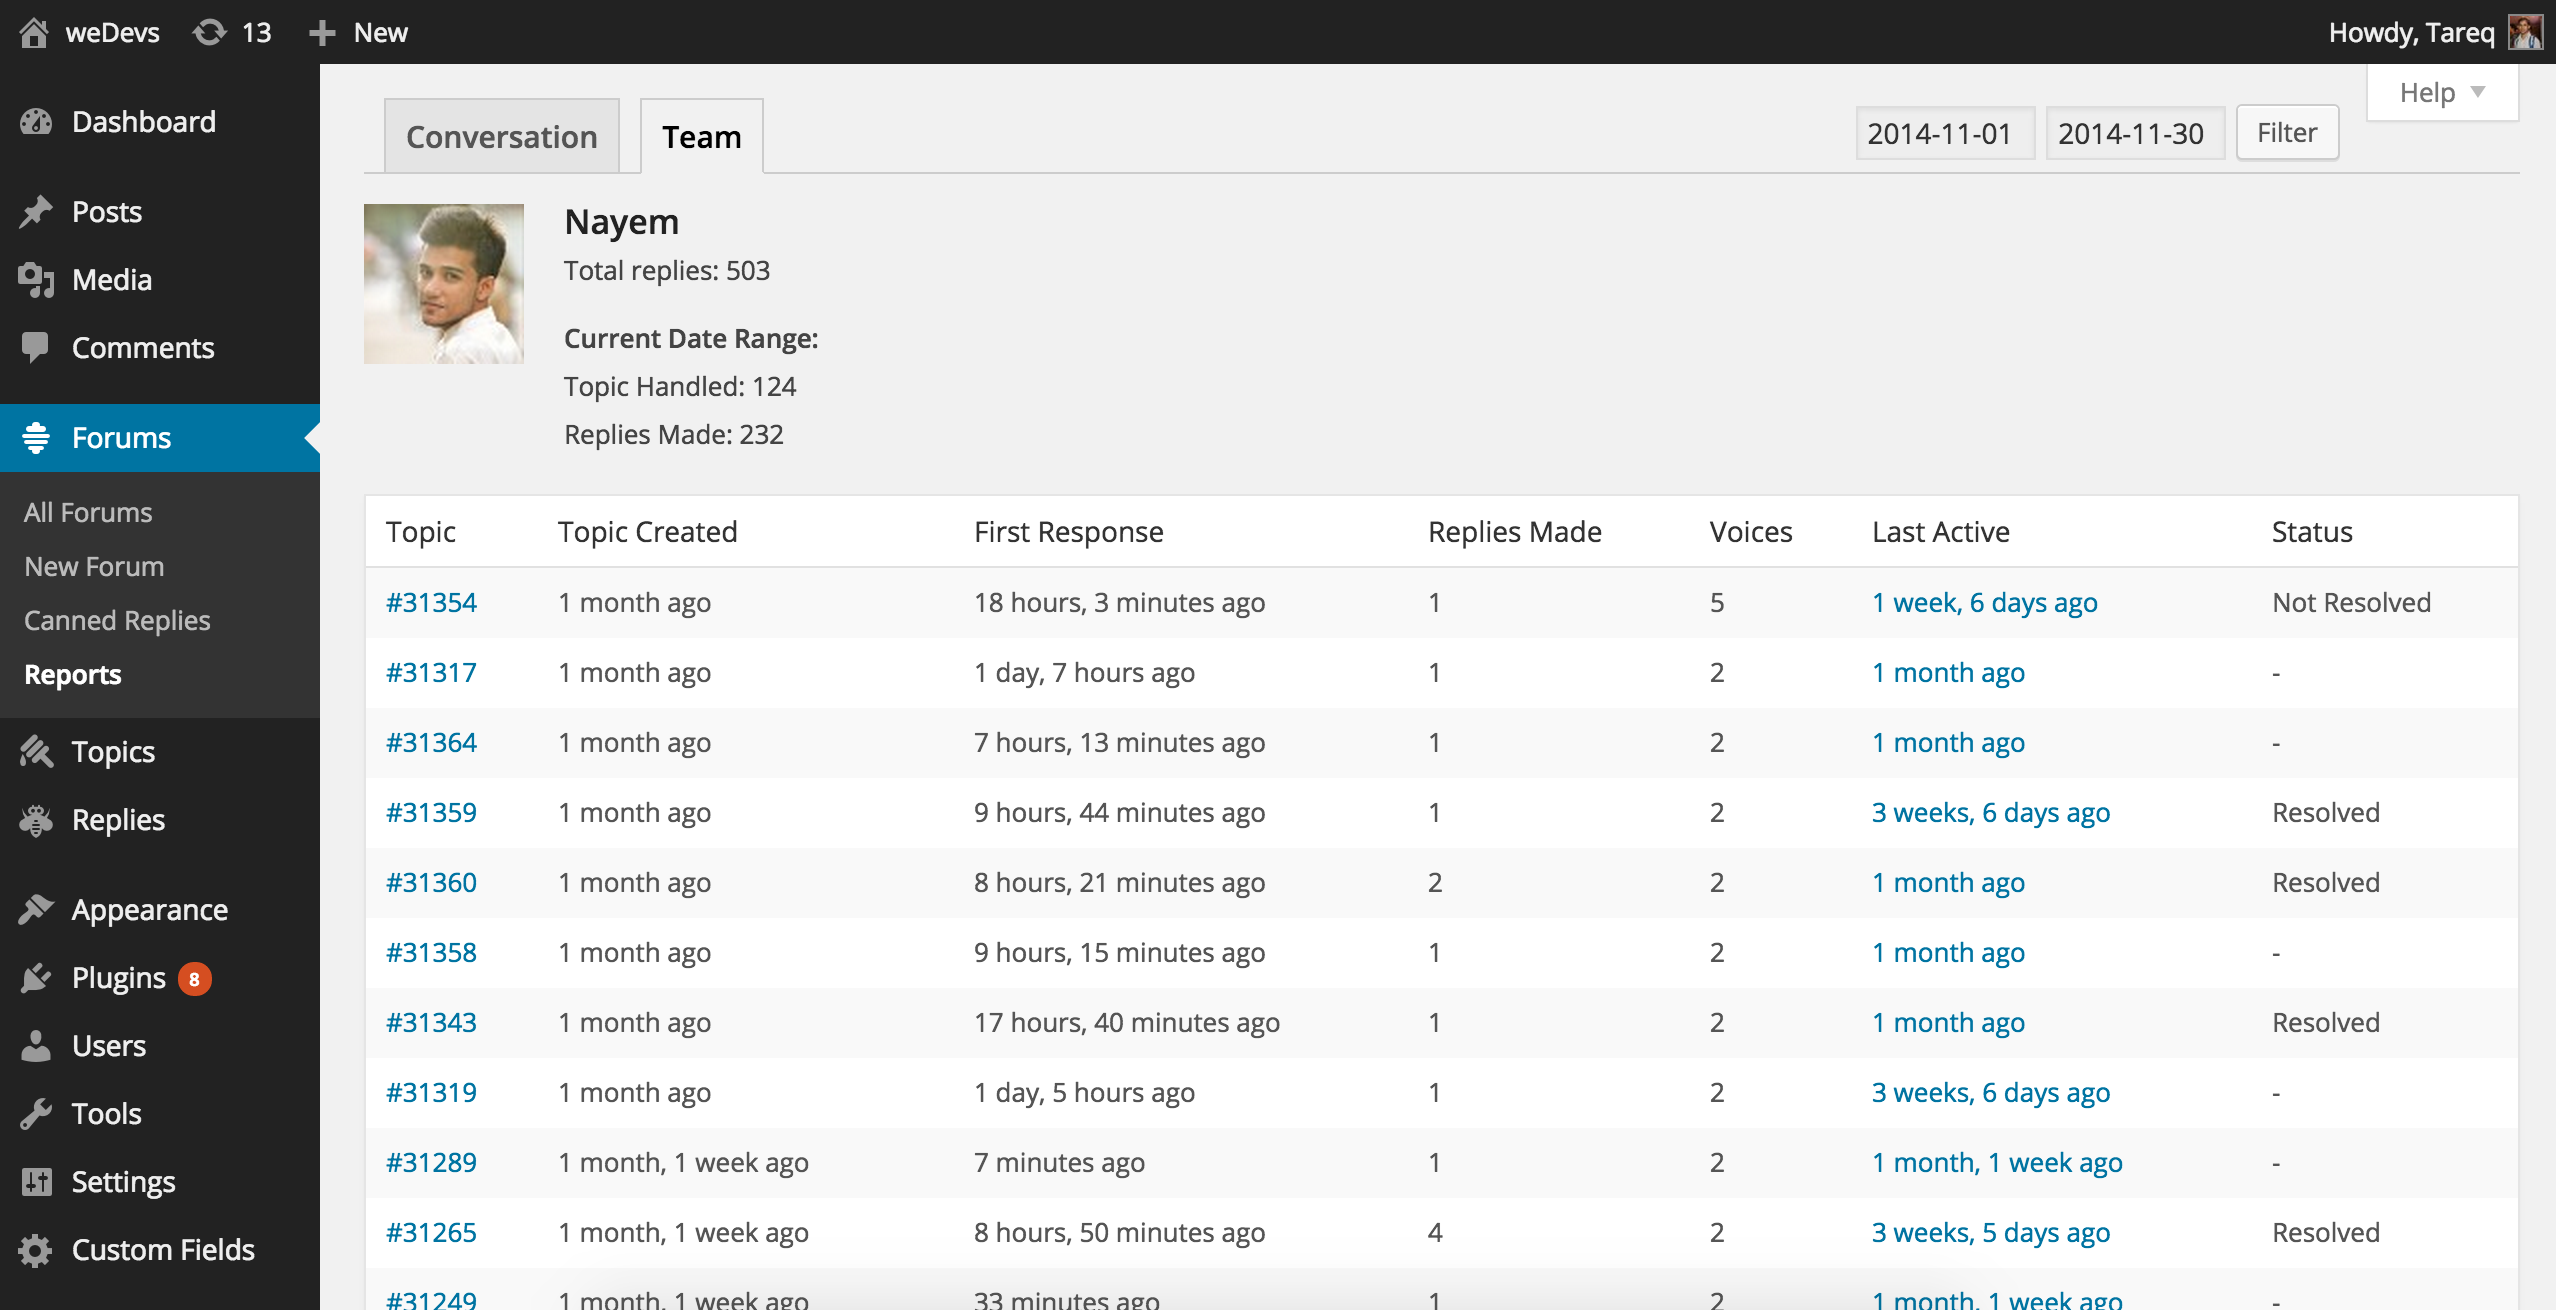 weDevs 13 New Howdy, Tareq
Help
Dashboard
Posts
Media
Comments
Forums
All Forums
New Forum
Canned Replies
Reports
Topics
Replies
Appearance
Plugins 8
Users
Tools
Settings
Custom Fields
Conversation Team 2014-11-01 2014-11-30 Filter
Nayem
Total replies: 503
Current Date Range:
Topic Handled: 124
Replies Made: 232
Topic Topic Created First Response Replies Made Voices Last Active Status
#31354 1 month ago 18 hours, 3 minutes ago 1 5 1 week, 6 days ago Not Resolved
#31317 1 month ago 1 day, 7 hours ago 1 2 1 month ago -
#31364 1 month ago 7 hours, 13 minutes ago 1 2 1 month ago -
#31359 1 month ago 9 hours, 44 minutes ago 1 2 3 weeks, 6 days ago Resolved
#31360 1 month ago 8 hours, 21 minutes ago 2 2 1 month ago Resolved
#31358 1 month ago 9 hours, 15 minutes ago 1 2 1 month ago -
#31343 1 month ago 17 hours, 40 minutes ago 1 2 1 month ago Resolved
#31319 1 month ago 1 day, 5 hours ago 1 2 3 weeks, 6 days ago -
#31289 1 month, 1 week ago 7 minutes ago 1 2 1 month, 1 week ago -
#31265 1 month, 1 week ago 8 hours, 50 minutes ago 4 2 3 weeks, 5 days ago Resolved
#31249 1 month, 1 week ago 33 minutes ago 1 2 1 month, 1 week ago -